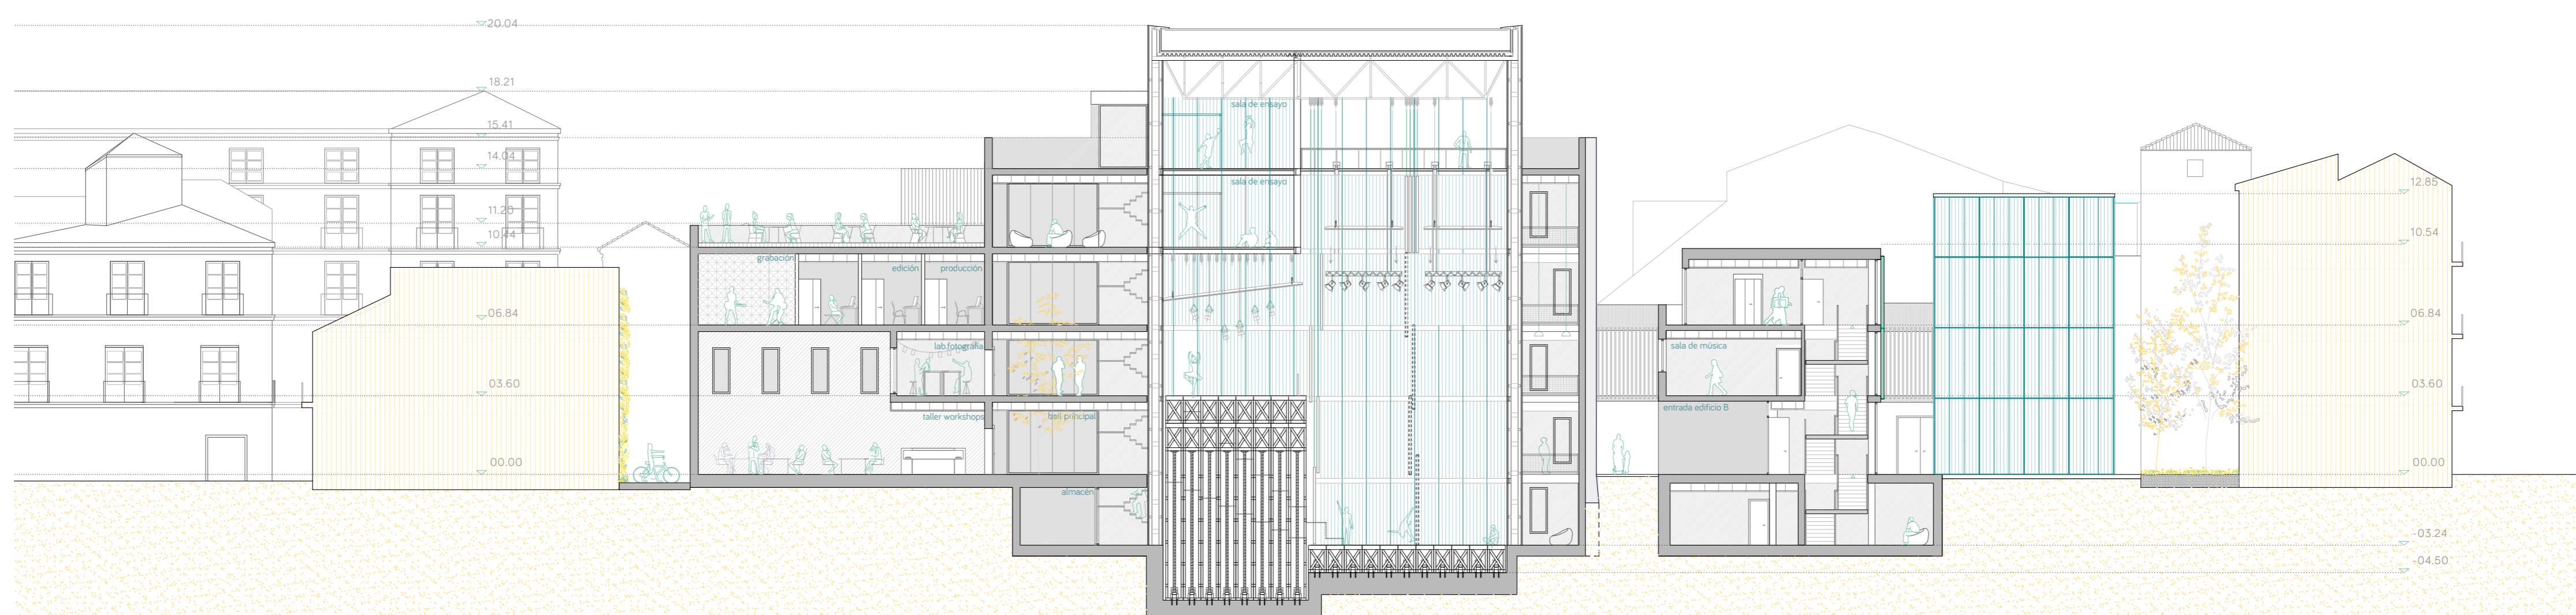 20.04
18.21
15.41
14.04
11.20
10.44
06.84
03.60
00.00
sala de ensayo
sala de ensayo
grabación
edición
producción
lab.fotografía
taller workshops
hall principal
almacén
sala de música
entrada edificio B
12.85
10.54
06.84
03.60
00.00
-03.24
-04.50